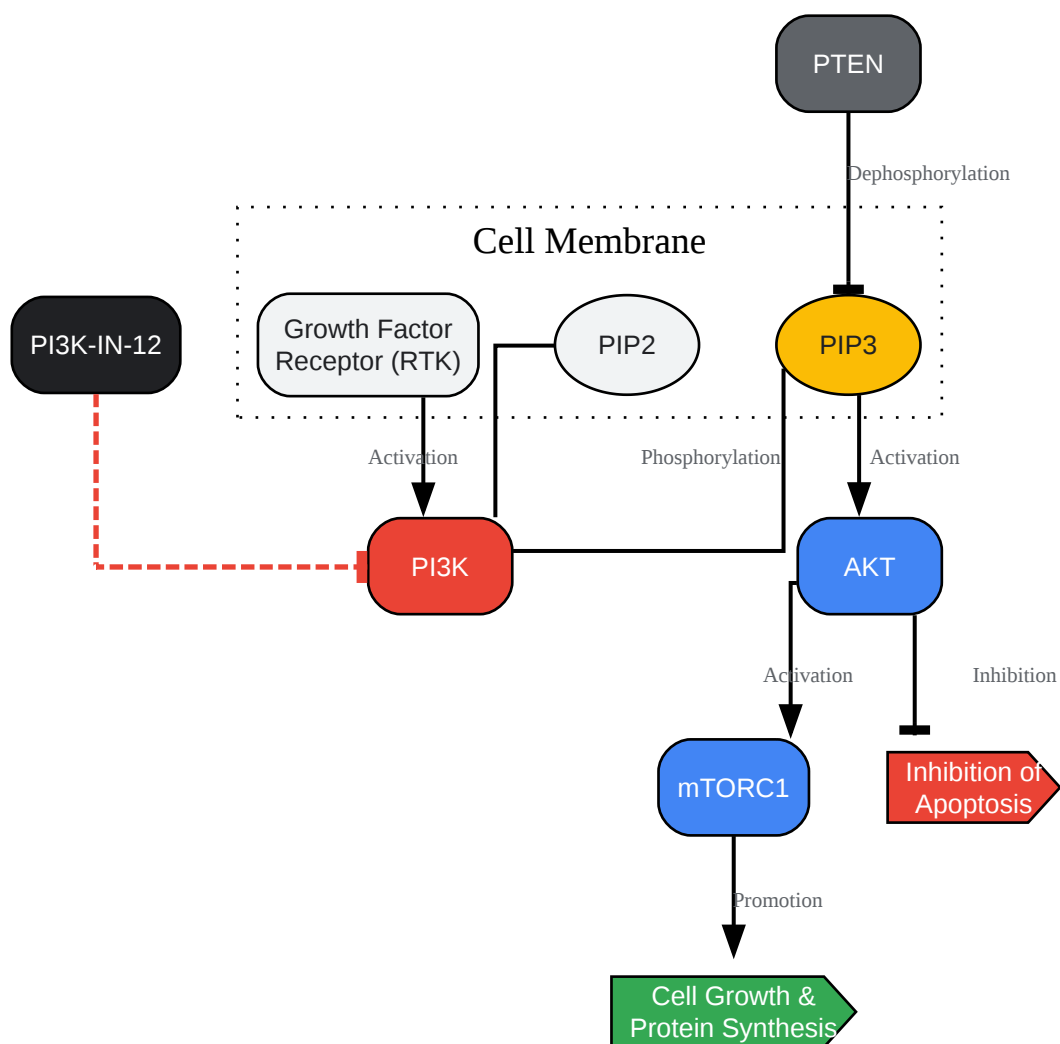 PTEN
Dephosphorylation
Cell Membrane
PI3K-IN-12
Growth Factor
Receptor (RTK)
PIP2
PIP3
Activation
Phosphorylation
Activation
PI3K
AKT
Activation
Inhibition
mTORC1
Inhibition of
Apoptosis
Promotion
Cell Growth &
Protein Synthesis